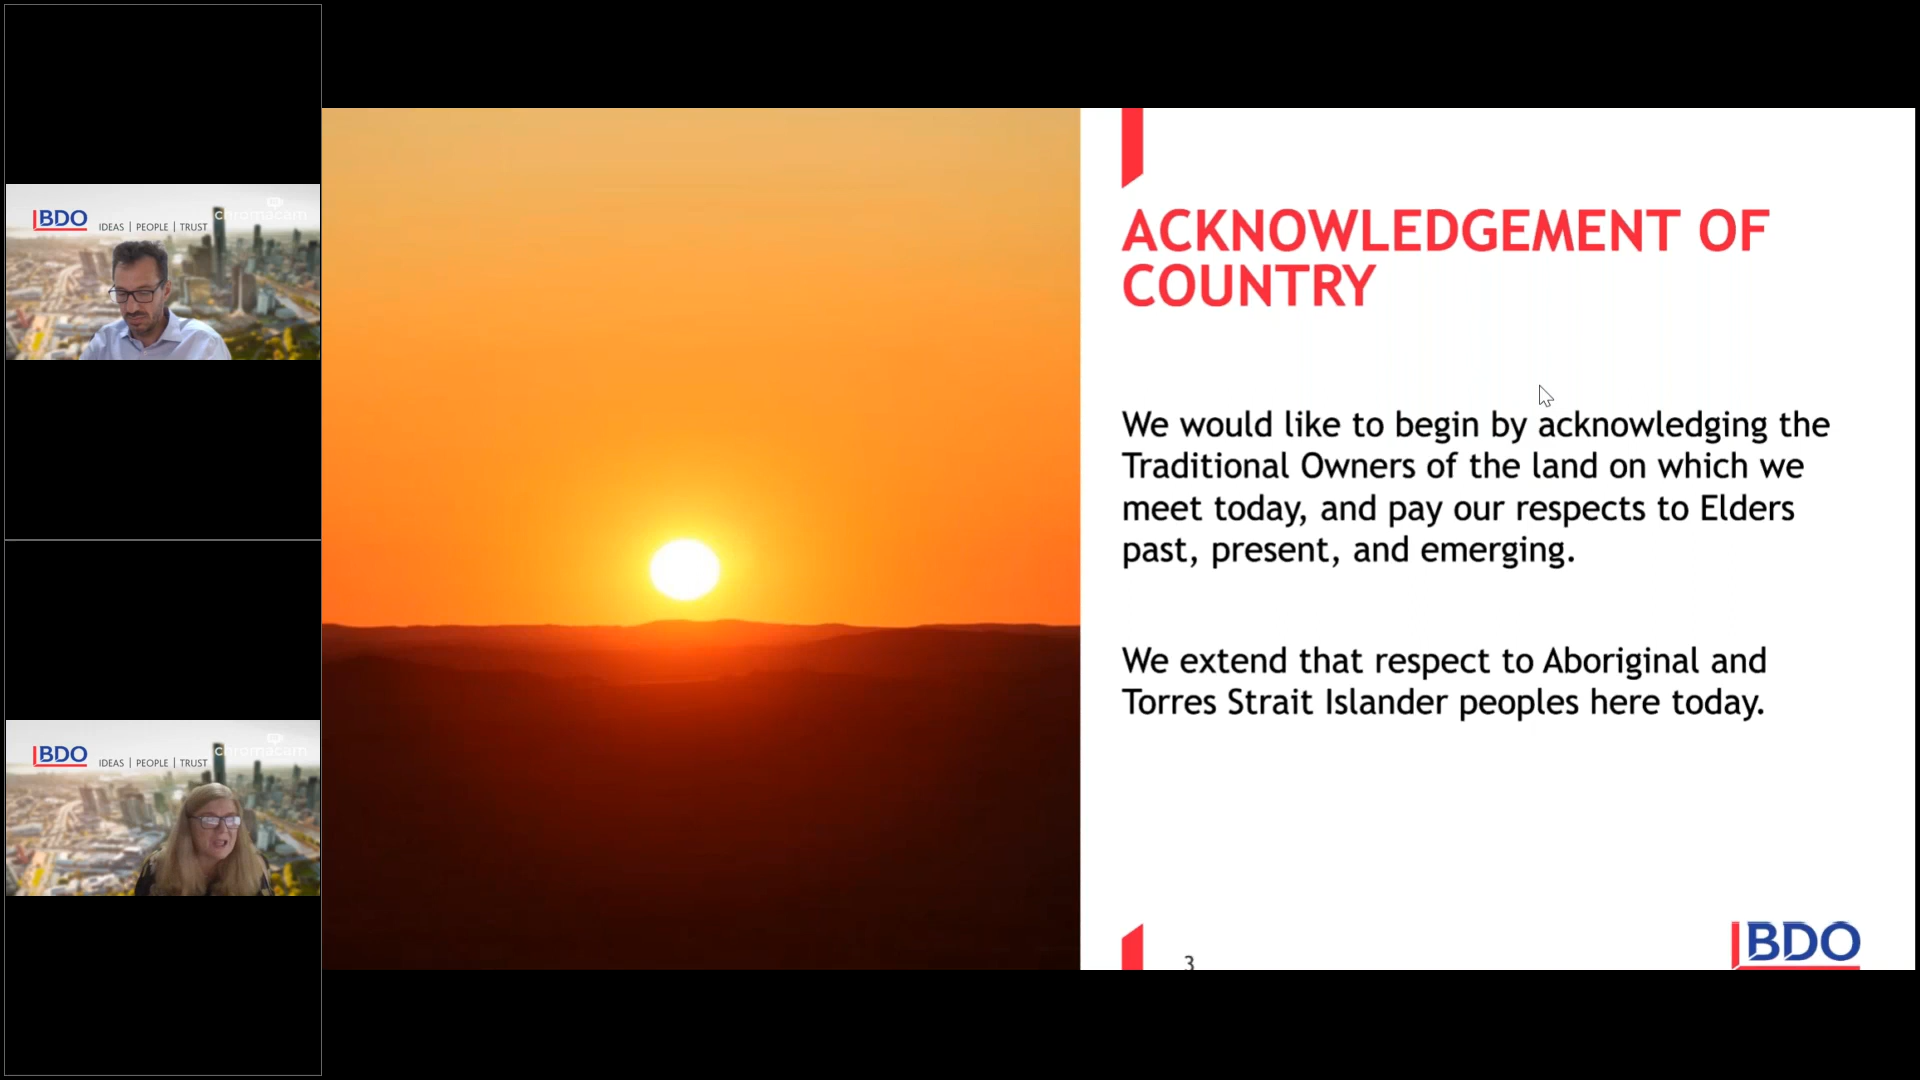 BDO
IDEAS | PEOPLE | TRUST
chromacam
BDO
IDEAS | PEOPLE | TRUST
chromacam
ACKNOWLEDGEMENT OF
COUNTRY
We would like to begin by acknowledging the
Traditional Owners of the land on which we
meet today, and pay our respects to Elders
past, present, and emerging.
We extend that respect to Aboriginal and
Torres Strait Islander peoples here today.
3
BDO